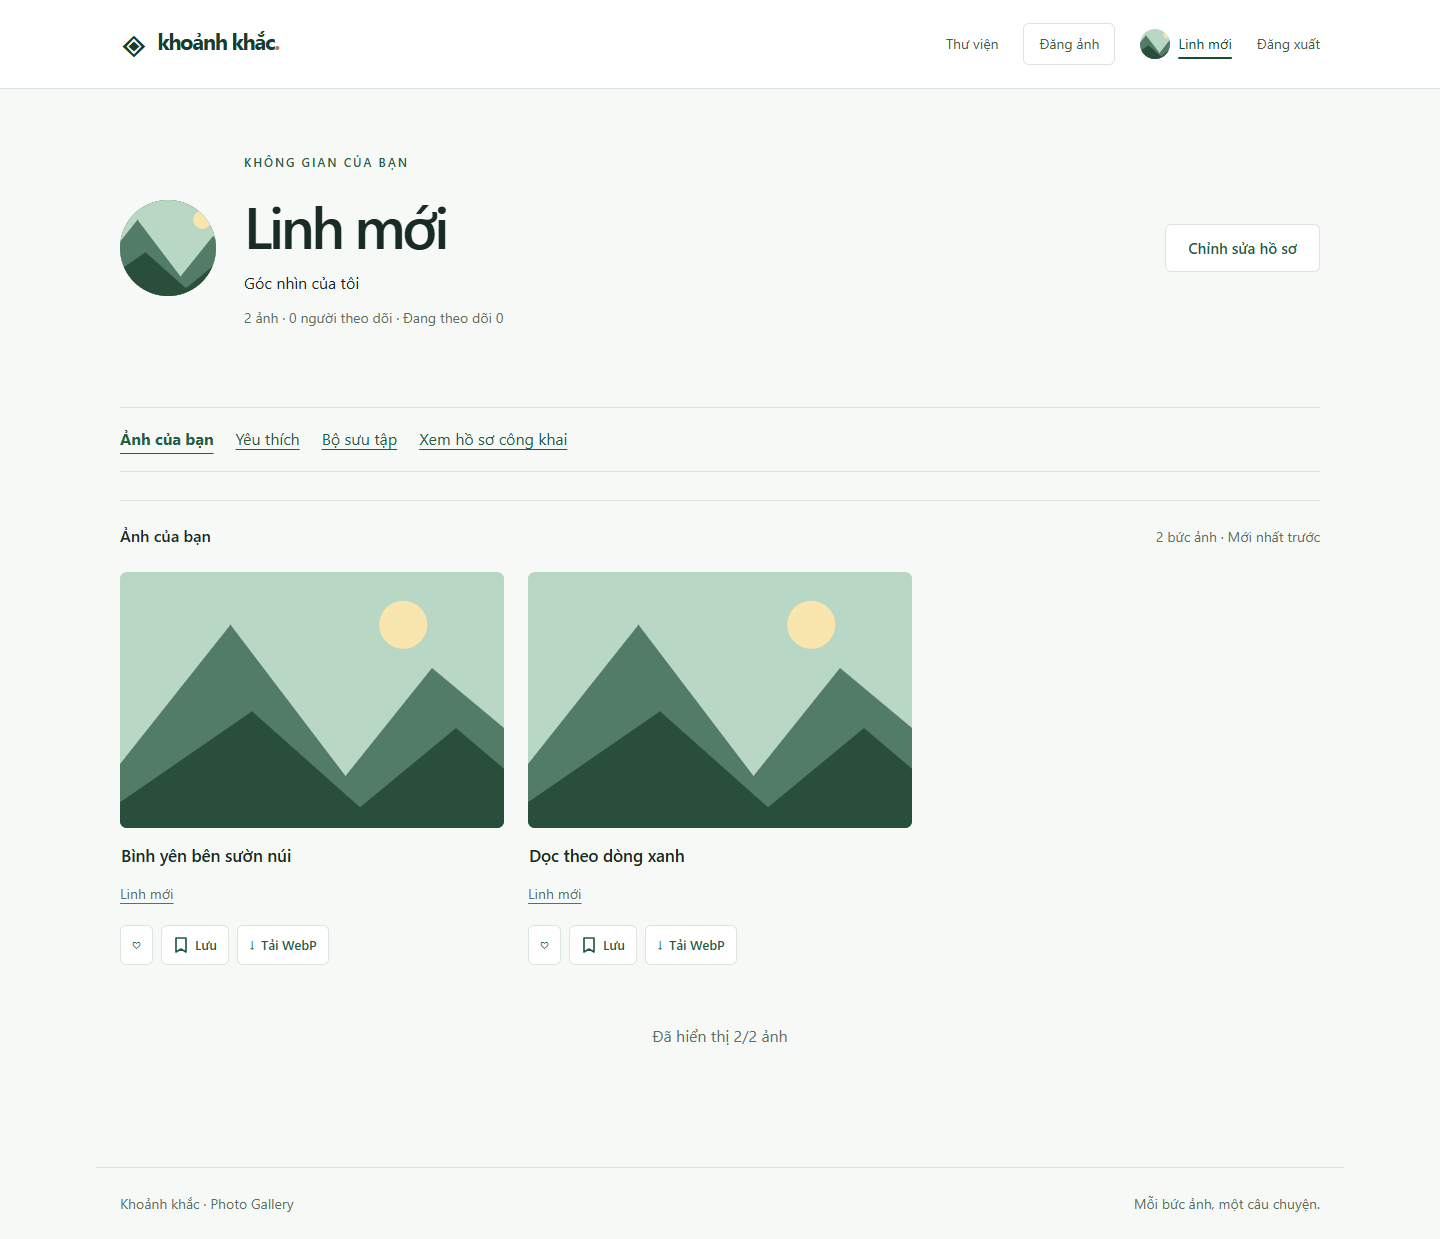 khoảnh khắc.
Thư viện
Đăng ảnh
Linh mới
Đăng xuất
KHÔNG GIAN CỦA BẠN
Linh mới
Góc nhìn của tôi
2 ảnh · 0 người theo dõi · Đang theo dõi 0
Chỉnh sửa hồ sơ
Ảnh của bạn
Yêu thích
Bộ sưu tập
Xem hồ sơ công khai
Ảnh của bạn
2 bức ảnh · Mới nhất trước
Bình yên bên sườn núi
Linh mới
♡
Lưu
↓ Tải WebP
Dọc theo dòng xanh
Linh mới
♡
Lưu
↓ Tải WebP
Đã hiển thị 2/2 ảnh
Khoảnh khắc · Photo Gallery
Mỗi bức ảnh, một câu chuyện.